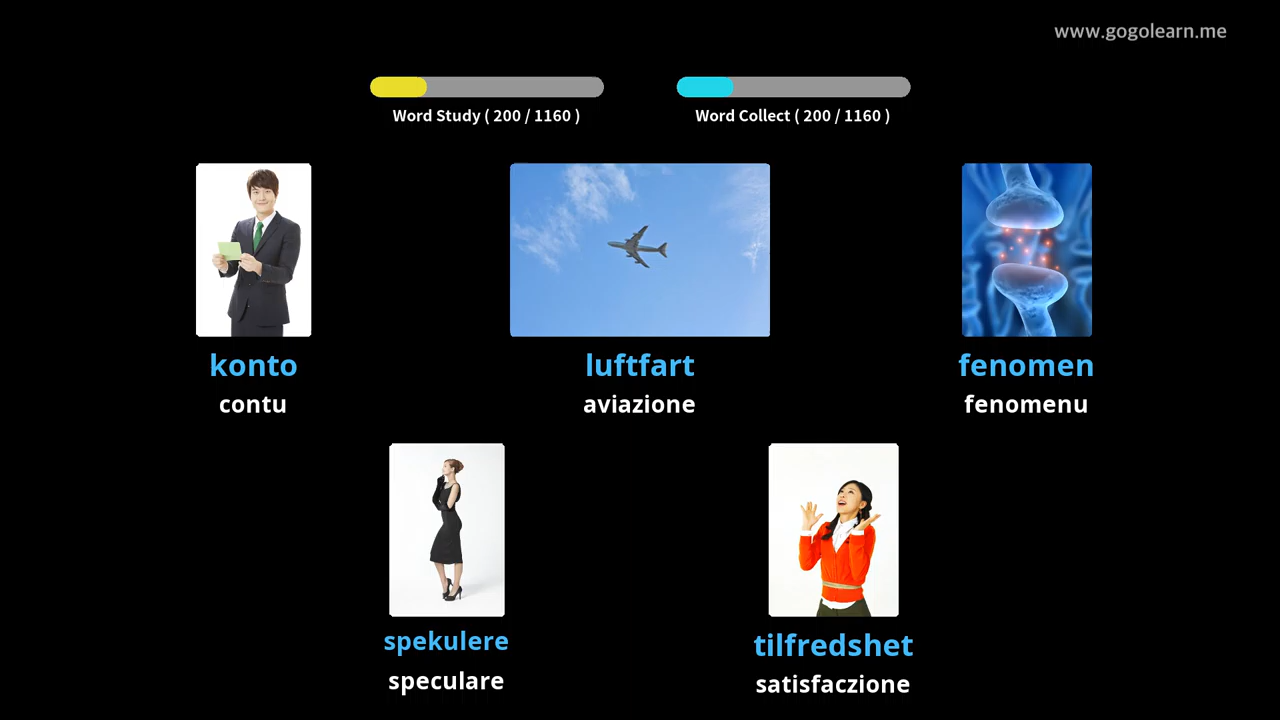 www.gogolearn.me
Word Study ( 200 / 1160 )
Word Collect ( 200 / 1160 )
konto
contu
luftfart
aviazione
fenomen
fenomenu
spekulere
speculare
tilfredshet
satisfaczione